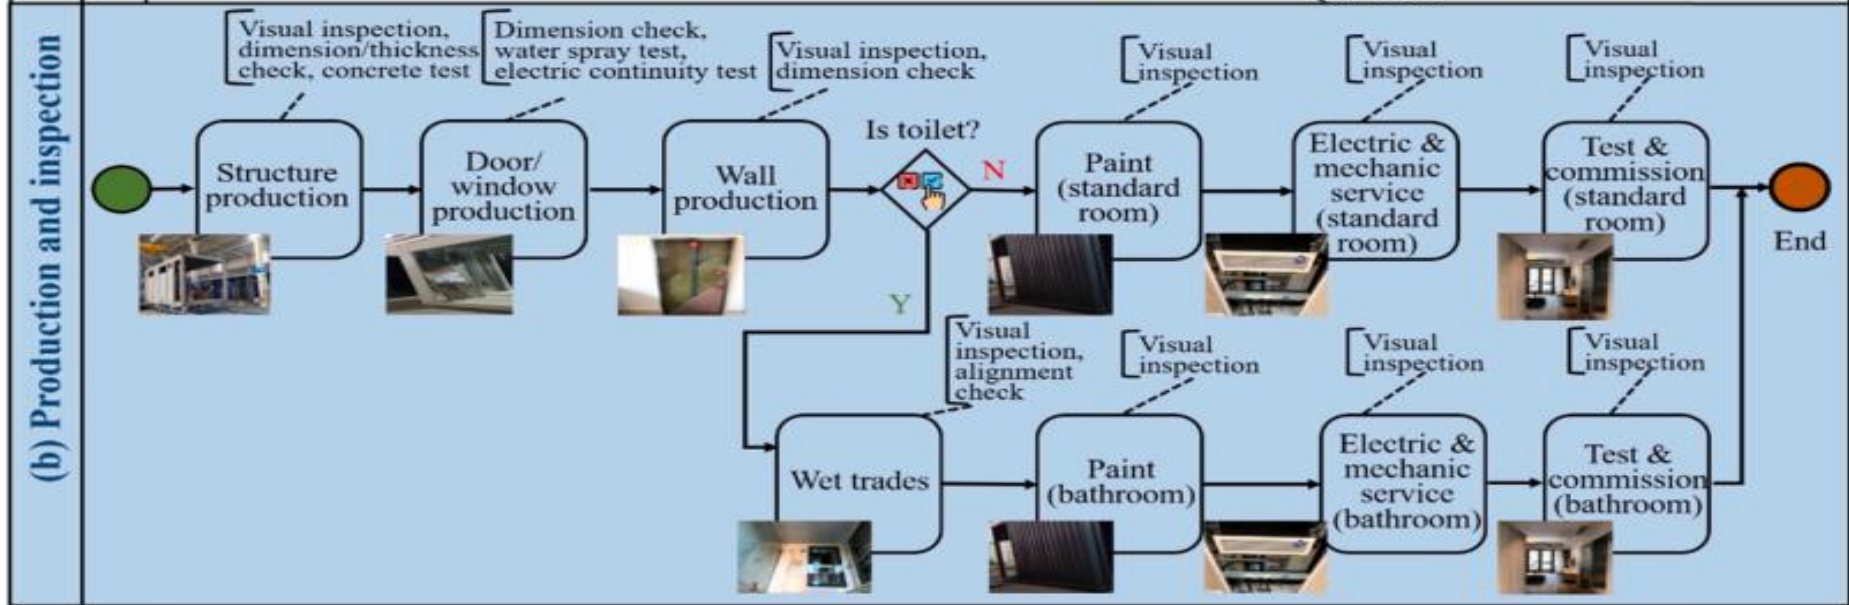 (b) Production and inspection
Visual inspection,
dimension/thickness
check, concrete test
Dimension check,
water spray test,
electric continuity test
Visual inspection,
dimension check
Visual
inspection
Visual
inspection
Visual
inspection
Structure
production
Door/
window
production
Wall
production
Is toilet?
N
Y
Paint
(standard
room)
Electric &
mechanic
service
(standard
room)
Test &
commission
(standard
room)
End
Visual
inspection,
alignment
check
Visual
inspection
Visual
inspection
Visual
inspection
Wet trades
Paint
(bathroom)
Electric &
mechanic
service
(bathroom)
Test &
commission
(bathroom)